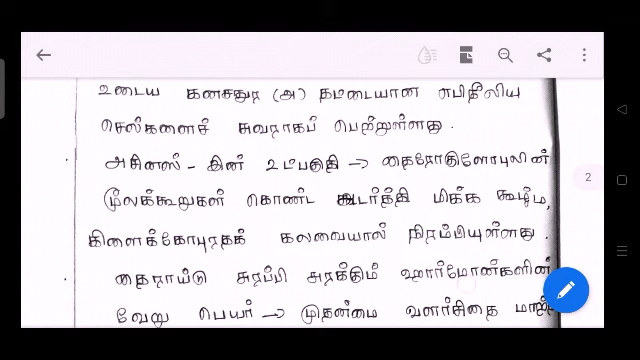 உடைய கனசதுர (அ) தட்டையான எபிதீலிய
செல்களைச் சுவராகப் பெற்றுள்ளது.
அசினஸ் - இன் உட்பகுதி → தைரோகுளோபுலின்
மூலக்கூறுகள் கொண்ட அடர்த்தி மிக்க கூழ்ம,
கிளைக்கோபுரதக் கலவையால் நிரம்பியுள்ளது.
தைராய்டு சுரப்பி சுரக்கும் ஹார்மோன்களின்
வேறு பெயர் → முதன்மை வளர்சிதை மாற்ற
2